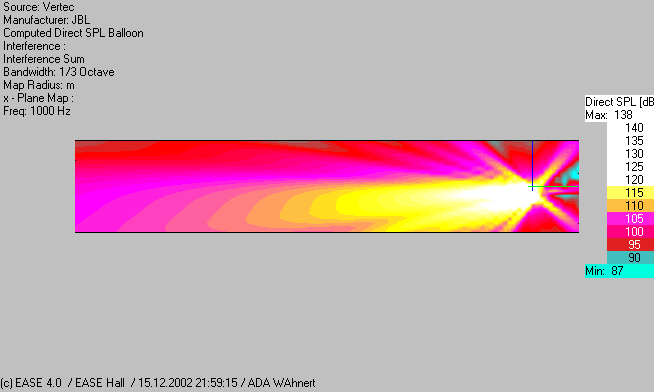 Source: Vertec
Manufacturer: JBL
Computed Direct SPL Balloon
Interference :
Interference Sum
Bandwidth: 1/3 Octave
Map Radius: m
x - Plane Map :
Freq: 1000 Hz
Direct SPL [dB
Max: 138
140
135
130
125
120
115
110
105
100
95
90
Min: 87
(c) EASE 4.0 / EASE Hall / 15.12.2002 21:59:15 / ADA WAhnert